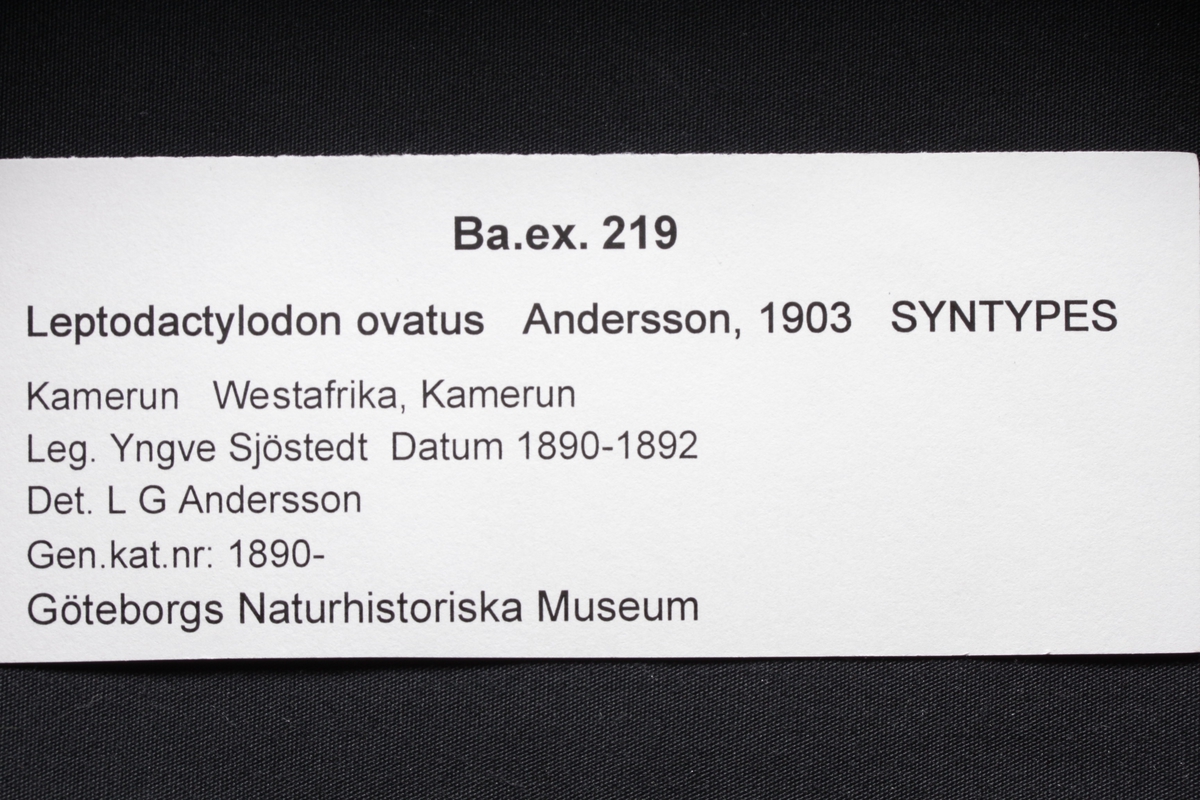 Ba.ex. 219
Leptodactylodon ovatus Andersson, 1903 SYNTYPES
Kamerun Westafrika, Kamerun
Leg. Yngve Sjöstedt Datum 1890-1892
Det. L G Andersson
Gen.kat.nr: 1890-
Göteborgs Naturhistoriska Museum